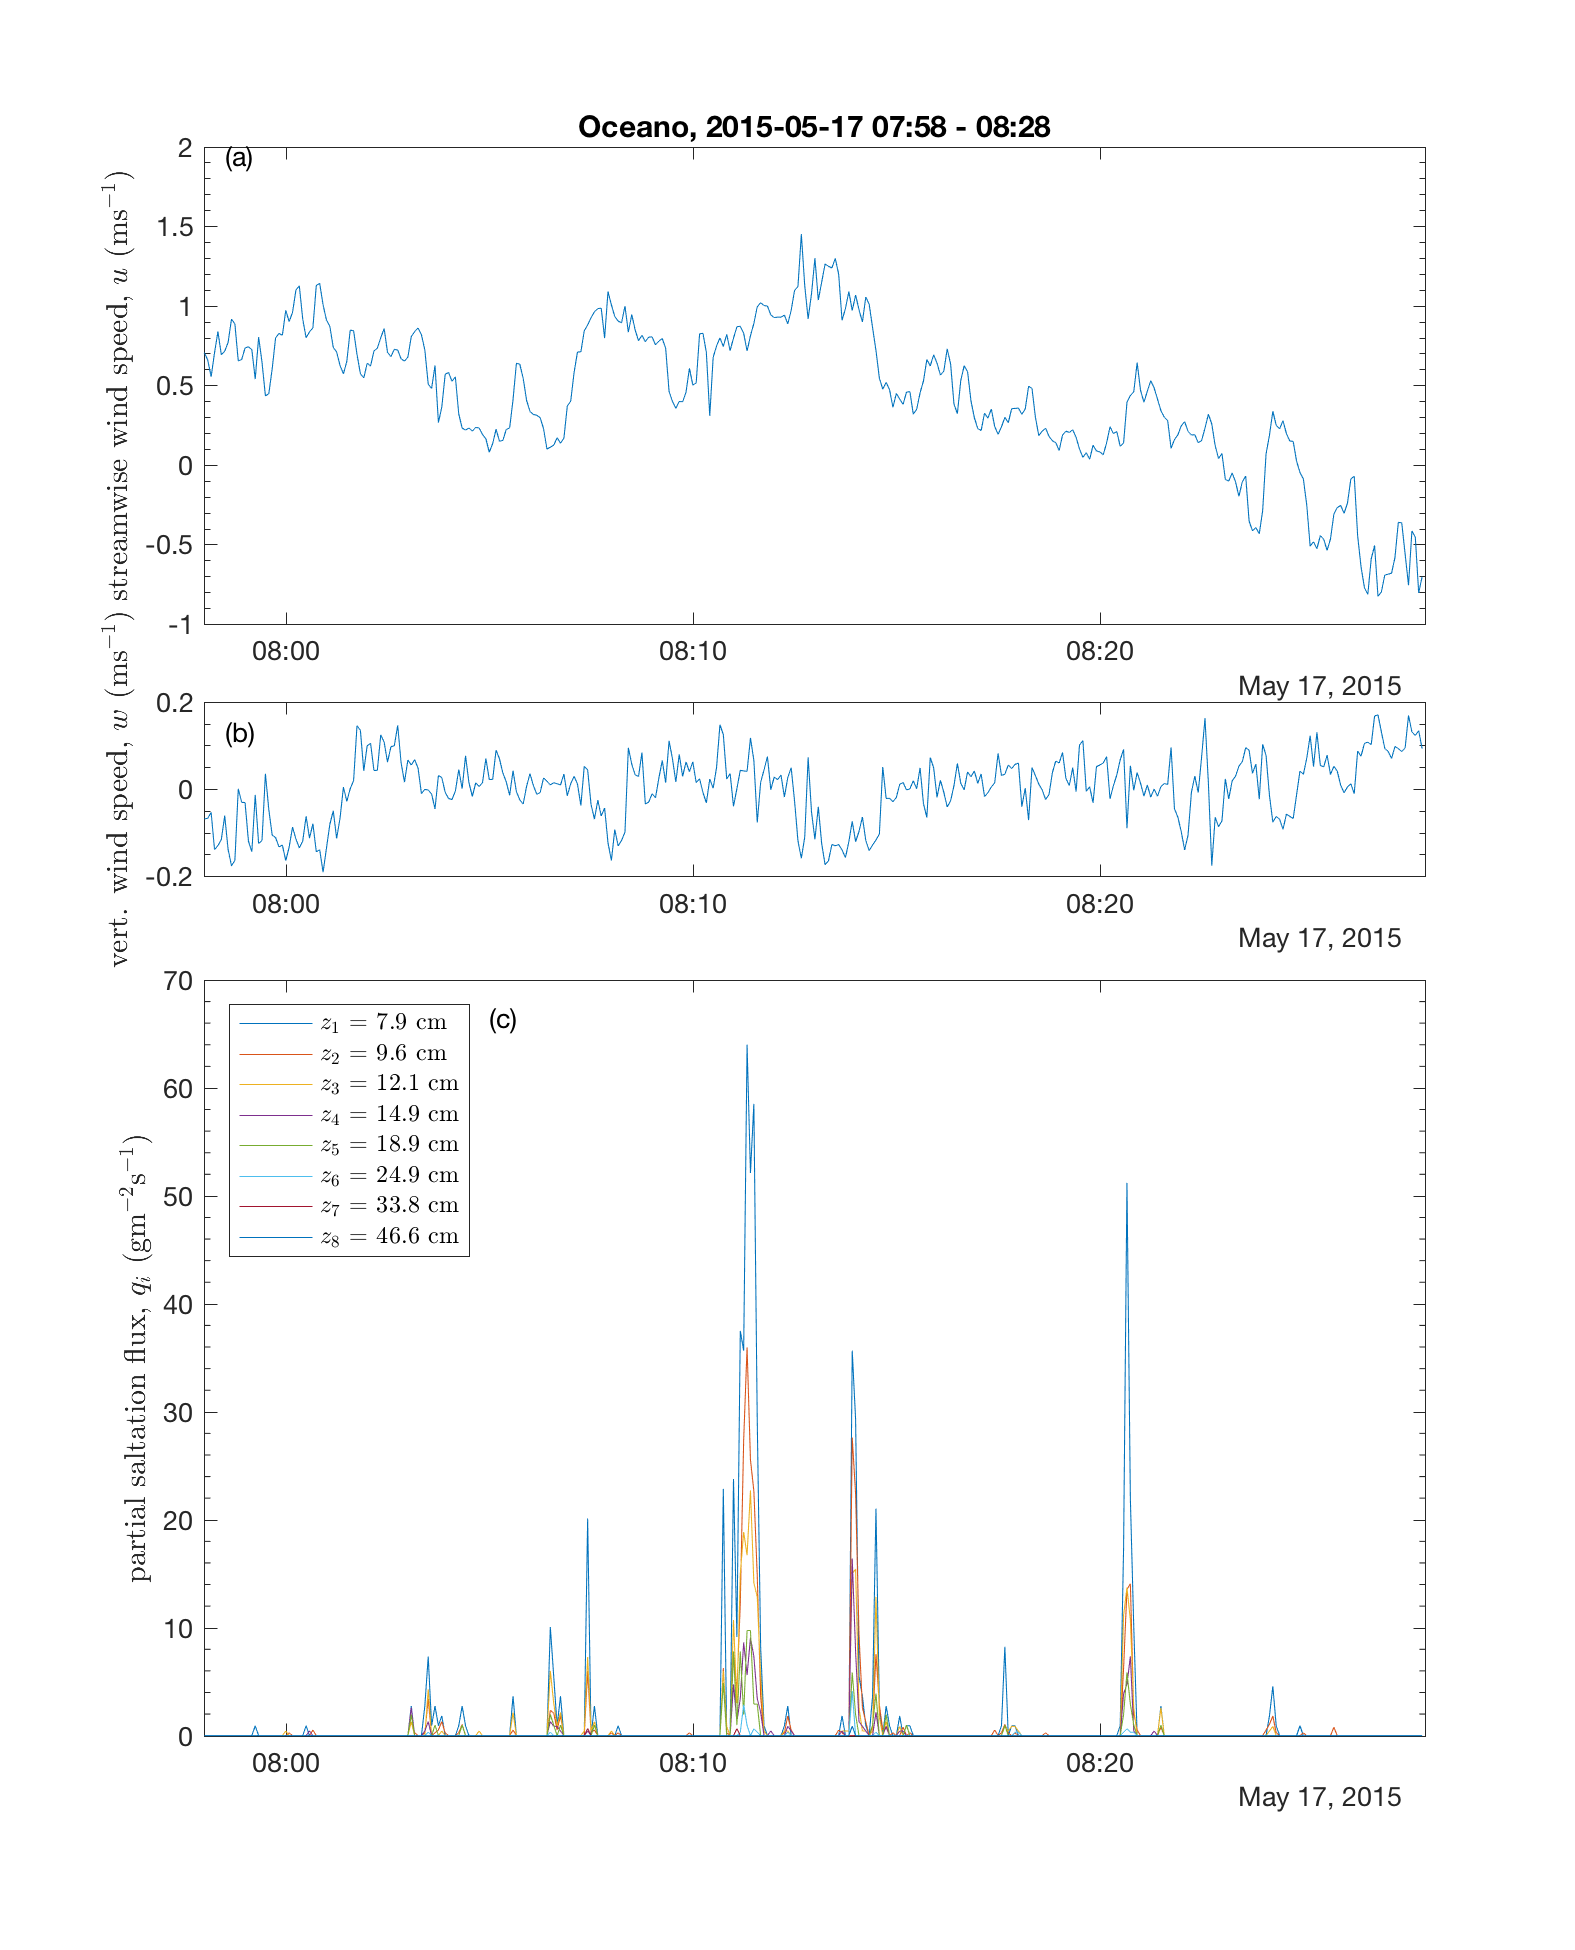 Oceano, 2015-05-17 07:58 - 08:28
(a)
streamwise wind speed, u (ms⁻¹)
2
1.5
1
0.5
0
-0.5
-1
08:00 08:10 08:20
May 17, 2015
(b)
vert. wind speed, w (ms⁻¹)
0.2
0
-0.2
08:00 08:10 08:20
May 17, 2015
(c)
partial saltation flux, qᵢ (gm⁻²s⁻¹)
70
60
50
40
30
20
10
0
z₁ = 7.9 cm
z₂ = 9.6 cm
z₃ = 12.1 cm
z₄ = 14.9 cm
z₅ = 18.9 cm
z₆ = 24.9 cm
z₇ = 33.8 cm
z₈ = 46.6 cm
08:00 08:10 08:20
May 17, 2015